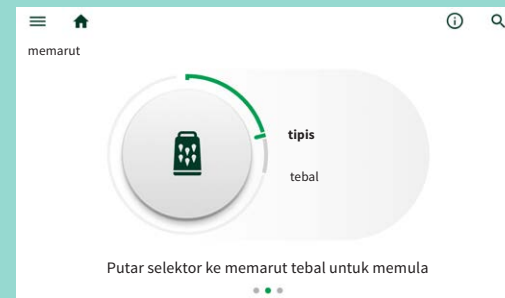 memarut
tipis
tebal
Putar selektor ke memarut tebal untuk memula